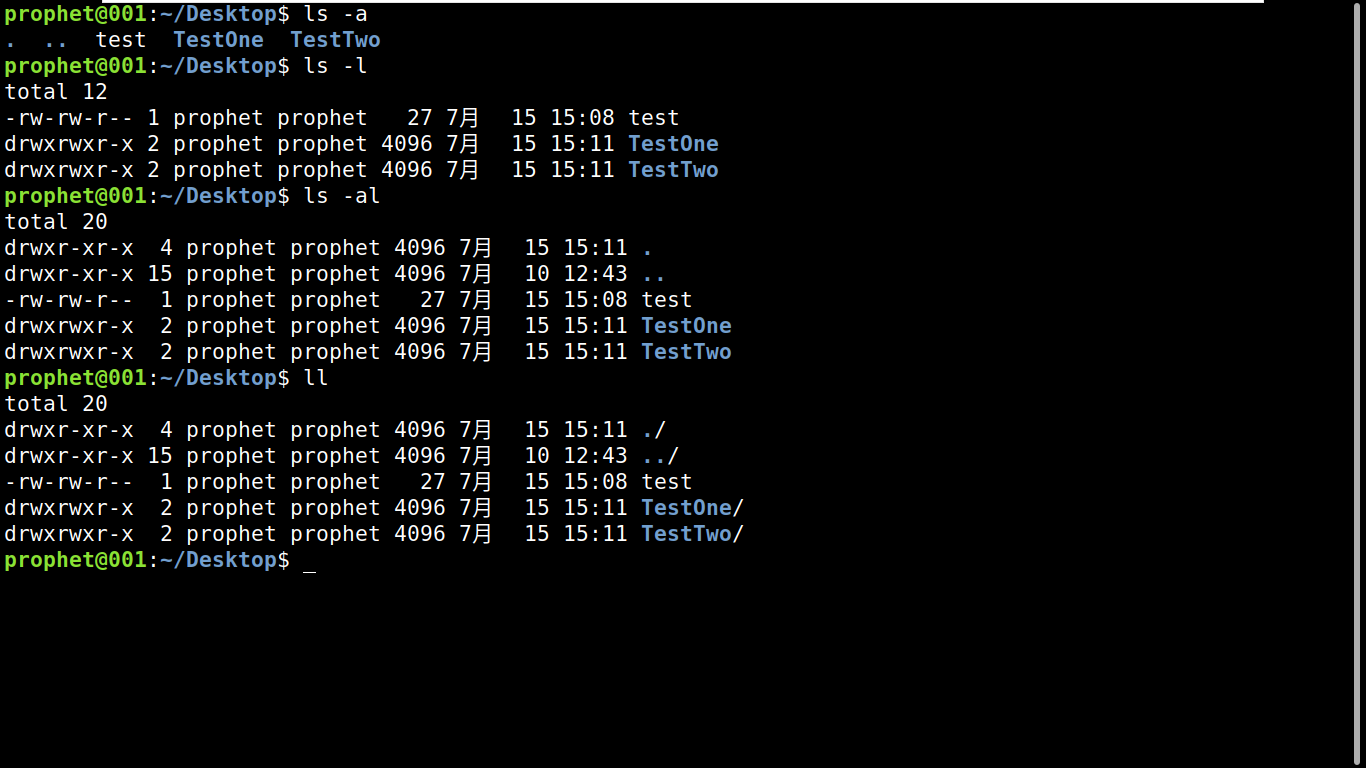 prophet@001:~/Desktop$ ls -a
.  ..  test  TestOne  TestTwo
prophet@001:~/Desktop$ ls -l
total 12
-rw-rw-r-- 1 prophet prophet   27 7月  15 15:08 test
drwxrwxr-x 2 prophet prophet 4096 7月  15 15:11 TestOne
drwxrwxr-x 2 prophet prophet 4096 7月  15 15:11 TestTwo
prophet@001:~/Desktop$ ls -al
total 20
drwxr-xr-x  4 prophet prophet 4096 7月  15 15:11 .
drwxr-xr-x 15 prophet prophet 4096 7月  10 12:43 ..
-rw-rw-r--  1 prophet prophet   27 7月  15 15:08 test
drwxrwxr-x  2 prophet prophet 4096 7月  15 15:11 TestOne
drwxrwxr-x  2 prophet prophet 4096 7月  15 15:11 TestTwo
prophet@001:~/Desktop$ ll
total 20
drwxr-xr-x  4 prophet prophet 4096 7月  15 15:11 ./
drwxr-xr-x 15 prophet prophet 4096 7月  10 12:43 ../
-rw-rw-r--  1 prophet prophet   27 7月  15 15:08 test
drwxrwxr-x  2 prophet prophet 4096 7月  15 15:11 TestOne/
drwxrwxr-x  2 prophet prophet 4096 7月  15 15:11 TestTwo/
prophet@001:~/Desktop$ _